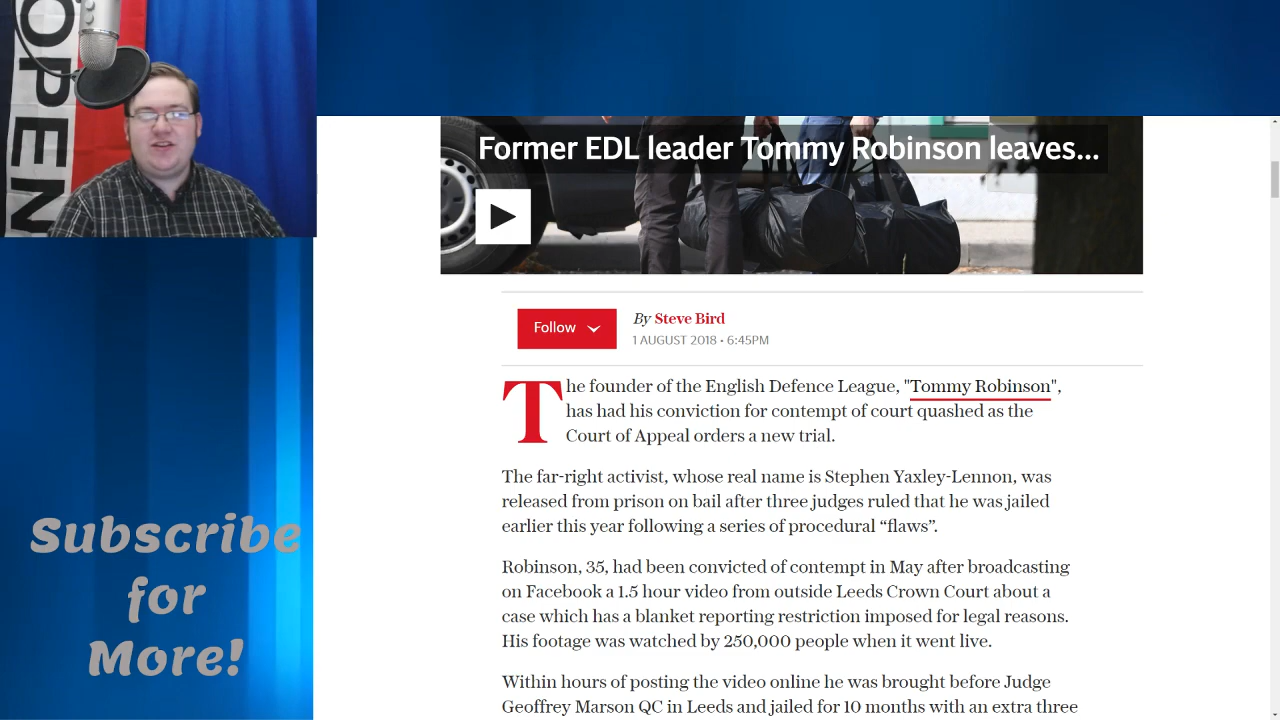 OPEN
Former EDL leader Tommy Robinson leaves...
Follow
By Steve Bird
1 AUGUST 2018 • 6:45PM
The founder of the English Defence League, "Tommy Robinson",
has had his conviction for contempt of court quashed as the
Court of Appeal orders a new trial.
The far-right activist, whose real name is Stephen Yaxley-Lennon, was
released from prison on bail after three judges ruled that he was jailed
earlier this year following a series of procedural “flaws”.
Robinson, 35, had been convicted of contempt in May after broadcasting
on Facebook a 1.5 hour video from outside Leeds Crown Court about a
case which has a blanket reporting restriction imposed for legal reasons.
His footage was watched by 250,000 people when it went live.
Within hours of posting the video online he was brought before Judge
Geoffrey Marson QC in Leeds and jailed for 10 months with an extra three
Subscribe
for
More!